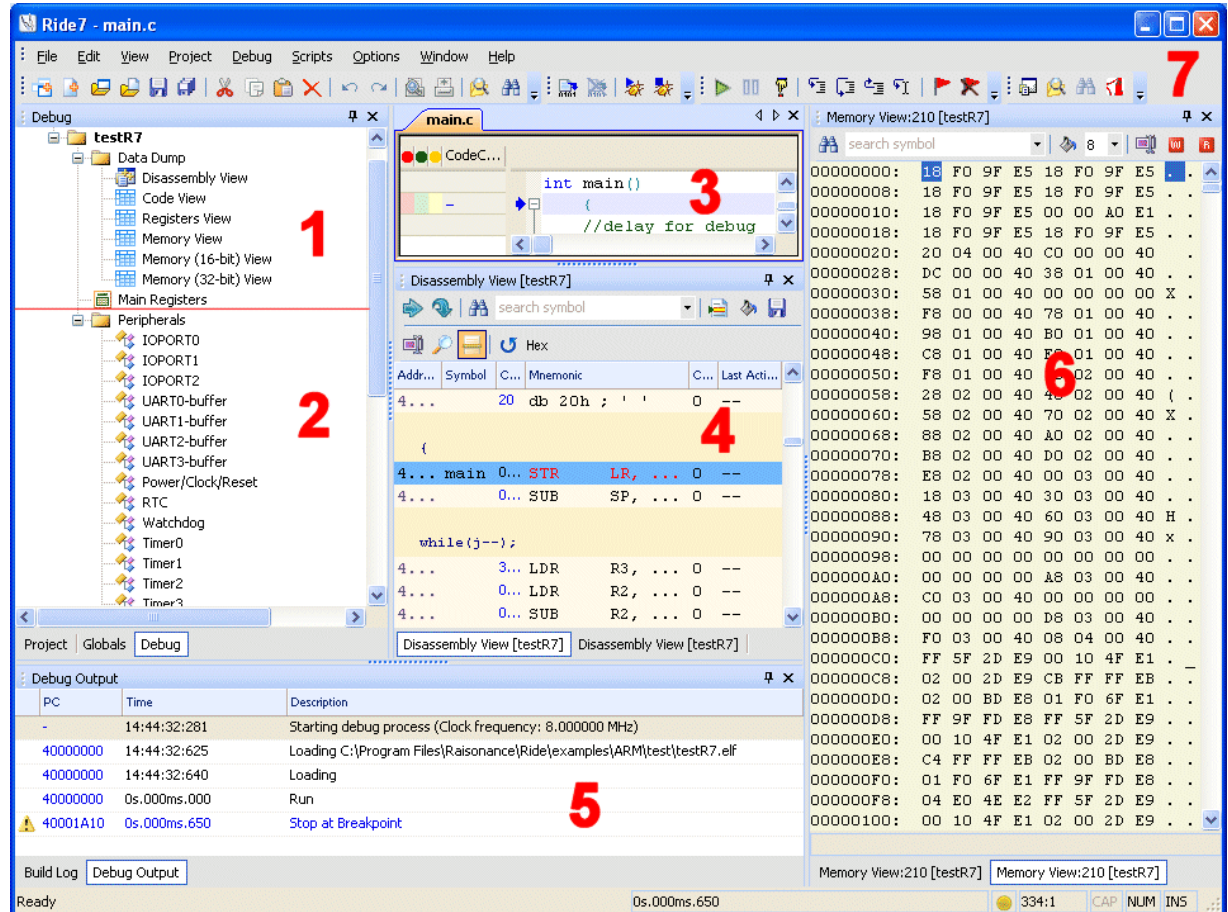 Ride7 - main.c
File Edit View Project Debug Scripts Options Window Help
7
Debug
testR7
Data Dump
Disassembly View
Code View
Registers View
Memory View
Memory (16-bit) View
Memory (32-bit) View
Main Registers
1
Peripherals
IOPORT0
IOPORT1
IOPORT2
UART0-buffer
UART1-buffer
UART2-buffer
UART3-buffer
Power/Clock/Reset
RTC
Watchdog
Timer0
Timer1
Timer2
Timer3
2
Project Globals Debug
main.c
CodeC...
int main()
{
//delay for debug
3
Disassembly View [testR7]
search symbol
Hex
Addr... Symbol C... Mnemonic C... Last Acti...
4... 20 db 20h ; ' ' 0 --
{
4... main 0... STR LR, ... 0 --
4... 0... SUB SP, ... 0 --
while(j--);
4... 3... LDR R3, ... 0 --
4... 0... LDR R2, ... 0 --
4... 0... SUB R2, ... 0 --
4
Disassembly View [testR7] Disassembly View [testR7]
Memory View:210 [testR7]
search symbol 8 W R
00000000: 18 F0 9F E5 18 F0 9F E5 . .
00000008: 18 F0 9F E5 18 F0 9F E5 . .
00000010: 18 F0 9F E5 00 00 A0 E1 . .
00000018: 18 F0 9F E5 18 F0 9F E5 . .
00000020: 20 04 00 40 C0 00 00 40 .
00000028: DC 00 00 40 38 01 00 40 . .
00000030: 58 01 00 40 00 00 00 00 X .
00000038: F8 00 00 40 78 01 00 40 . .
00000040: 98 01 00 40 B0 01 00 40 . .
00000048: C8 01 00 40 01 00 40 . .
00000050: F8 01 00 40 02 00 40 . .
00000058: 28 02 00 40 02 00 40 ( .
00000060: 58 02 00 40 70 02 00 40 X .
00000068: 88 02 00 40 A0 02 00 40 . .
00000070: B8 02 00 40 D0 02 00 40 . .
00000078: E8 02 00 40 00 03 00 40 . .
00000080: 18 03 00 40 30 03 00 40 . .
00000088: 48 03 00 40 60 03 00 40 H .
00000090: 78 03 00 40 90 03 00 40 x .
00000098: 00 00 00 00 00 00 00 00 . .
000000A0: 00 00 00 00 A8 03 00 40 . .
000000A8: C0 03 00 40 00 00 00 00 . .
000000B0: 00 00 00 00 D8 03 00 40 . .
000000B8: F0 03 00 40 08 04 00 40 . .
000000C0: FF 5F 2D E9 00 10 4F E1 . _
000000C8: 02 00 2D E9 CB FF FF EB . .
000000D0: 02 00 BD E8 01 F0 6F E1 . .
000000D8: FF 9F FD E8 FF 5F 2D E9 . .
000000E0: 00 10 4F E1 02 00 2D E9 . .
000000E8: C4 FF FF EB 02 00 BD E8 . .
000000F0: 01 F0 6F E1 FF 9F FD E8 . .
000000F8: 04 E0 4E E2 FF 5F 2D E9 . .
00000100: 00 10 4F E1 02 00 2D E9 . .
6
Memory View:210 [testR7] Memory View:210 [testR7]
Debug Output
PC Time Description
- 14:44:32:281 Starting debug process (Clock frequency: 8.000000 MHz)
40000000 14:44:32:625 Loading C:\Program Files\Raisonance\Ride\examples\ARM\test\testR7.elf
40000000 14:44:32:640 Loading
40000000 0s.000ms.000 Run
40001A10 0s.000ms.650 Stop at Breakpoint
5
Build Log Debug Output
Ready 0s.000ms.650 334:1 CAP NUM INS